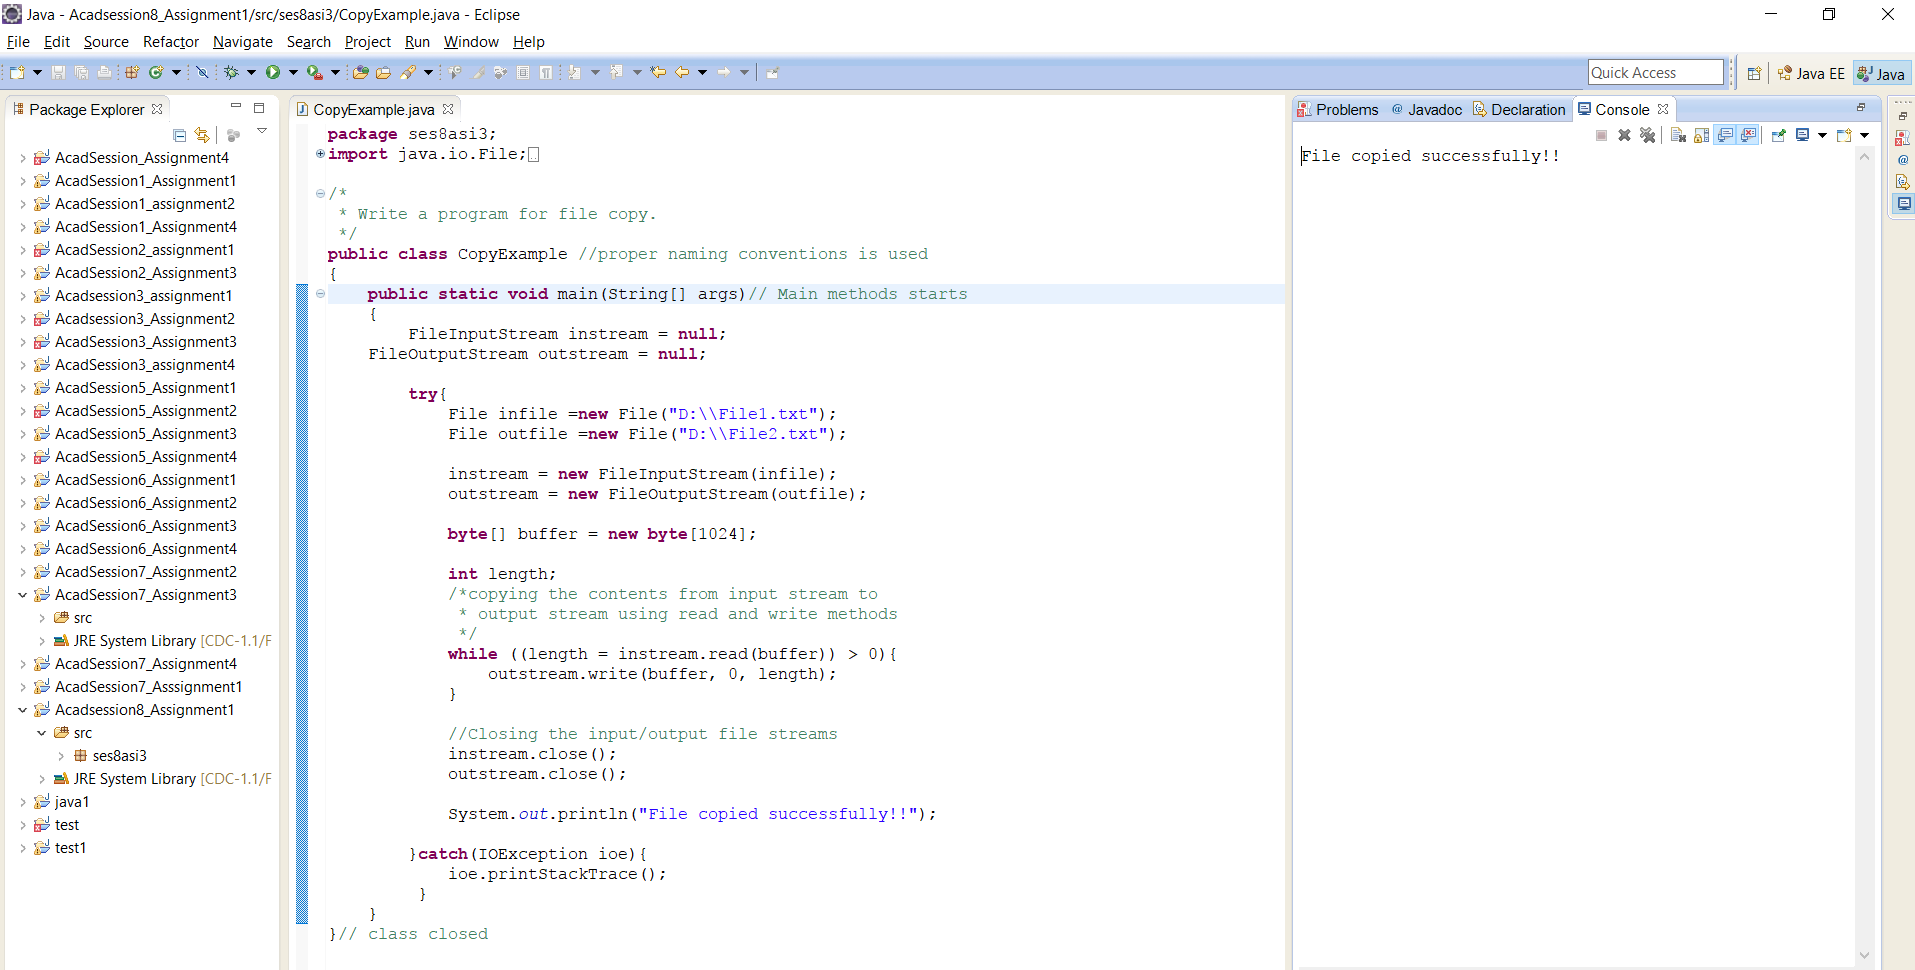 Java - Acadsession8_Assignment1/src/ses8asi3/CopyExample.java - Eclipse
File Edit Source Refactor Navigate Search Project Run Window Help
Quick Access
Java EE
Java
Package Explorer
AcadSession_Assignment4
AcadSession1_Assignment1
AcadSession1_assignment2
AcadSession1_Assignment4
AcadSession2_assignment1
AcadSession2_Assignment3
Acadsession3_assignment1
Acadsession3_Assignment2
AcadSession3_Assignment3
AcadSession3_assignment4
AcadSession5_Assignment1
AcadSession5_Assignment2
AcadSession5_Assignment3
AcadSession5_Assignment4
AcadSession6_Assignment1
AcadSession6_Assignment2
AcadSession6_Assignment3
AcadSession6_Assignment4
AcadSession7_Assignment2
AcadSession7_Assignment3
src
JRE System Library [CDC-1.1/F
AcadSession7_Assignment4
AcadSession7_Asssignment1
Acadsession8_Assignment1
src
ses8asi3
JRE System Library [CDC-1.1/F
java1
test
test1
CopyExample.java
package ses8asi3;
import java.io.File;
/*
* Write a program for file copy.
*/
public class CopyExample //proper naming conventions is used
{
public static void main(String[] args)// Main methods starts
{
FileInputStream instream = null;
FileOutputStream outstream = null;
try{
File infile =new File("D:\\File1.txt");
File outfile =new File("D:\\File2.txt");
instream = new FileInputStream(infile);
outstream = new FileOutputStream(outfile);
byte[] buffer = new byte[1024];
int length;
/*copying the contents from input stream to
* output stream using read and write methods
*/
while ((length = instream.read(buffer)) > 0){
outstream.write(buffer, 0, length);
}
//Closing the input/output file streams
instream.close();
outstream.close();
System.out.println("File copied successfully!!");
}catch(IOException ioe){
ioe.printStackTrace();
}
}
}// class closed
Problems @ Javadoc Declaration Console
File copied successfully!!